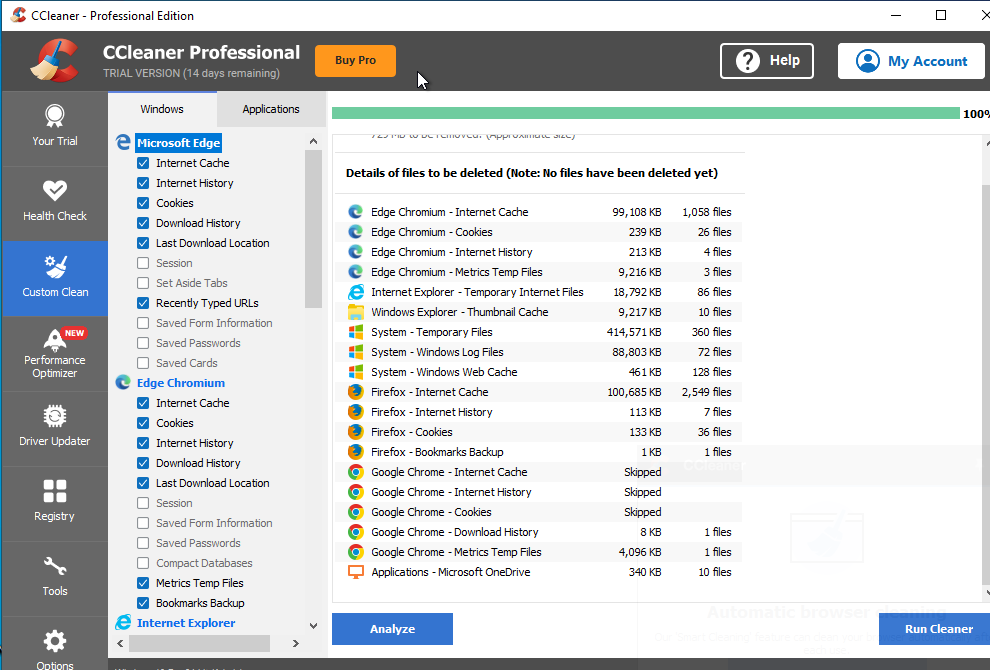 CCleaner - Professional Edition
CCleaner Professional
TRIAL VERSION (14 days remaining)
Buy Pro
Help
My Account
Your Trial
Health Check
Custom Clean
NEW
Performance
Optimizer
Driver Updater
Registry
Tools
Options
Windows
Applications
Microsoft Edge
Internet Cache
Internet History
Cookies
Download History
Last Download Location
Session
Set Aside Tabs
Recently Typed URLs
Saved Form Information
Saved Passwords
Saved Cards
Edge Chromium
Internet Cache
Cookies
Internet History
Download History
Last Download Location
Session
Saved Form Information
Saved Passwords
Compact Databases
Metrics Temp Files
Bookmarks Backup
Internet Explorer
100%
MB to be removed. (Approximate size)
Details of files to be deleted (Note: No files have been deleted yet)
Edge Chromium - Internet Cache 99,108 KB 1,058 files
Edge Chromium - Cookies 239 KB 26 files
Edge Chromium - Internet History 213 KB 4 files
Edge Chromium - Metrics Temp Files 9,216 KB 3 files
Internet Explorer - Temporary Internet Files 18,792 KB 86 files
Windows Explorer - Thumbnail Cache 9,217 KB 10 files
System - Temporary Files 414,571 KB 360 files
System - Windows Log Files 88,803 KB 72 files
System - Windows Web Cache 461 KB 128 files
Firefox - Internet Cache 100,685 KB 2,549 files
Firefox - Internet History 113 KB 7 files
Firefox - Cookies 133 KB 36 files
Firefox - Bookmarks Backup 1 KB 1 files
Google Chrome - Internet Cache Skipped
Google Chrome - Internet History Skipped
Google Chrome - Cookies Skipped
Google Chrome - Download History 8 KB 1 files
Google Chrome - Metrics Temp Files 4,096 KB 1 files
Applications - Microsoft OneDrive 340 KB 10 files
CCleaner
Automatic browser cleaning
Analyze
Run Cleaner